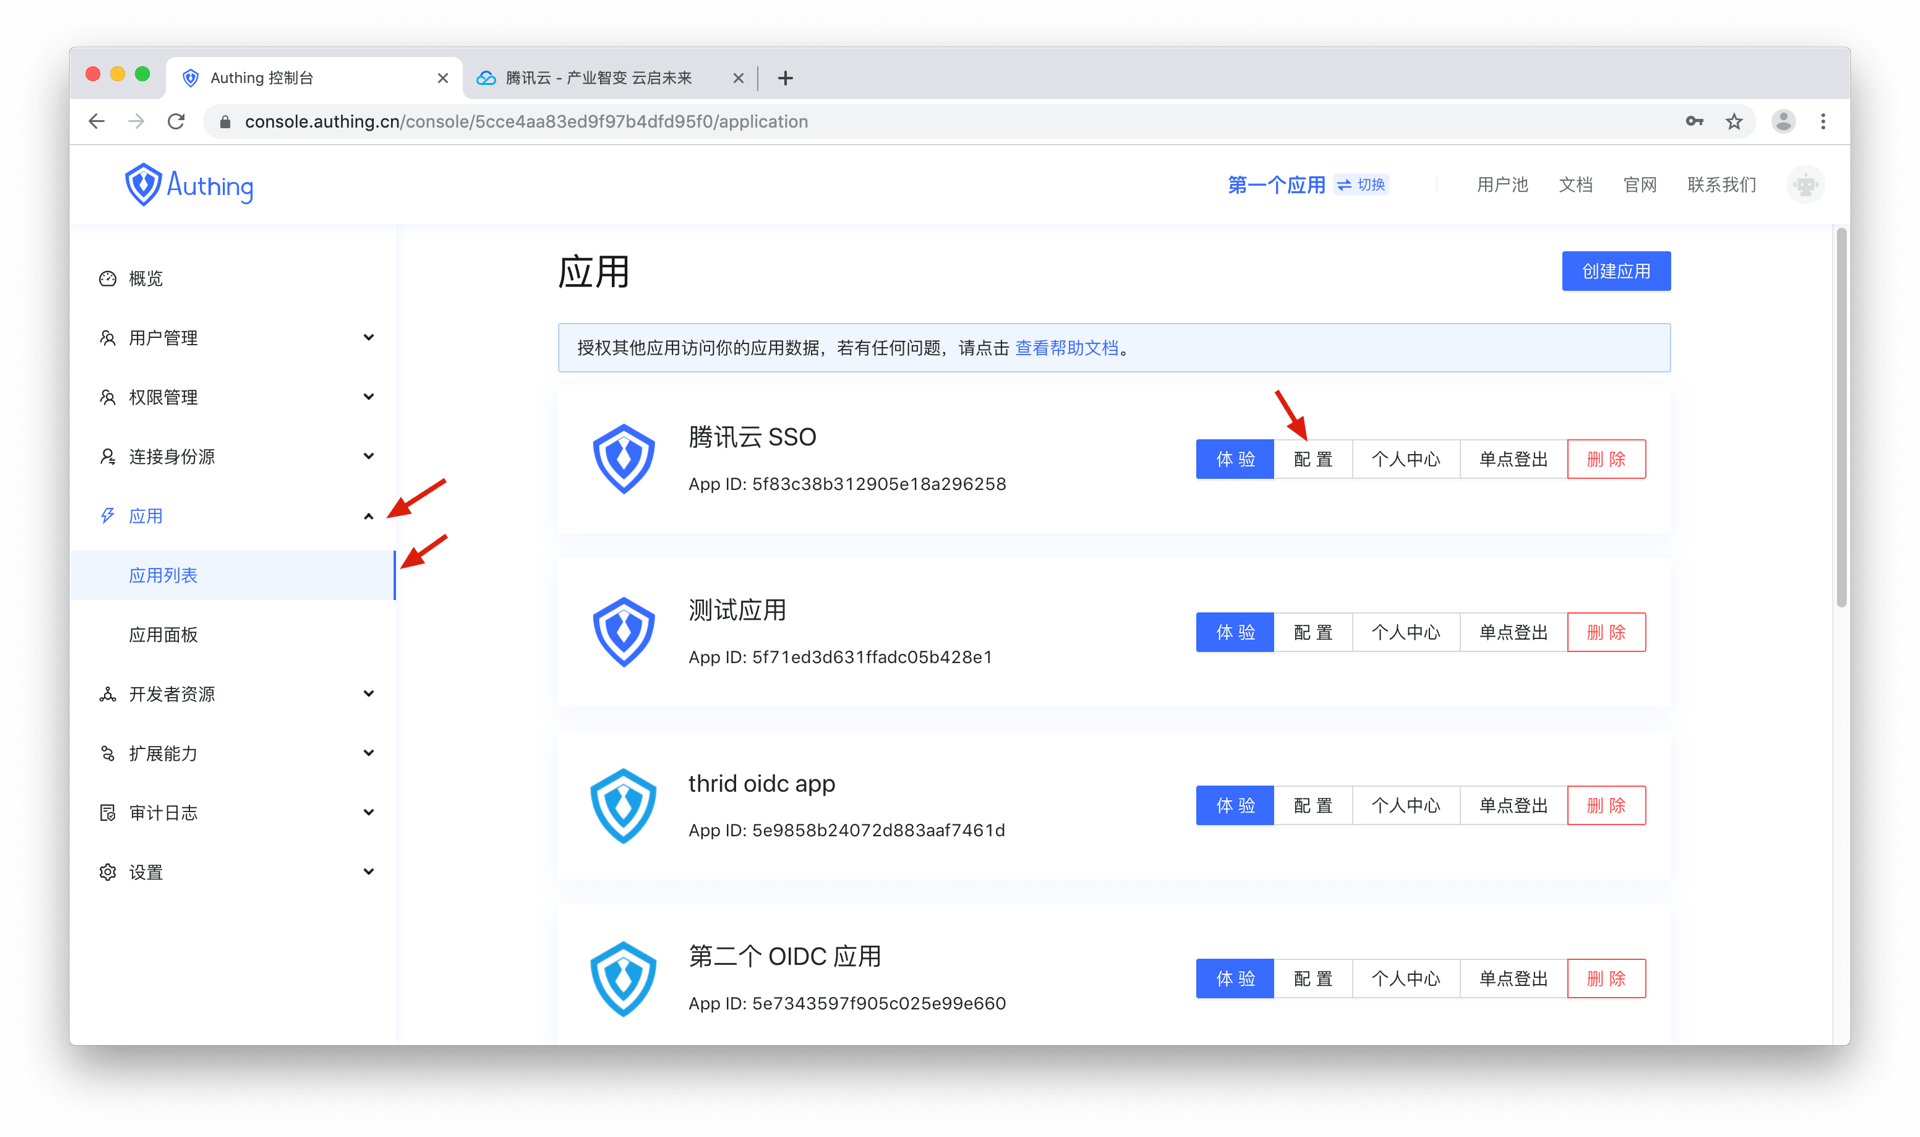 Authing 控制台
腾讯云 - 产业智变 云启未来
console.authing.cn/console/5cce4aa83ed9f97b4dfd95f0/application
Authing
第一个应用 切换 用户池 文档 官网 联系我们
概览
用户管理
权限管理
连接身份源
应用
应用列表
应用面板
开发者资源
扩展能力
审计日志
设置
应用
创建应用
授权其他应用访问你的应用数据，若有任何问题，请点击 查看帮助文档。
腾讯云 SSO
App ID: 5f83c38b312905e18a296258
体 验 配 置 个人中心 单点登出 删 除
测试应用
App ID: 5f71ed3d631ffadc05b428e1
体 验 配 置 个人中心 单点登出 删 除
thrid oidc app
App ID: 5e9858b24072d883aaf7461d
体 验 配 置 个人中心 单点登出 删 除
第二个 OIDC 应用
App ID: 5e7343597f905c025e99e660
体 验 配 置 个人中心 单点登出 删 除